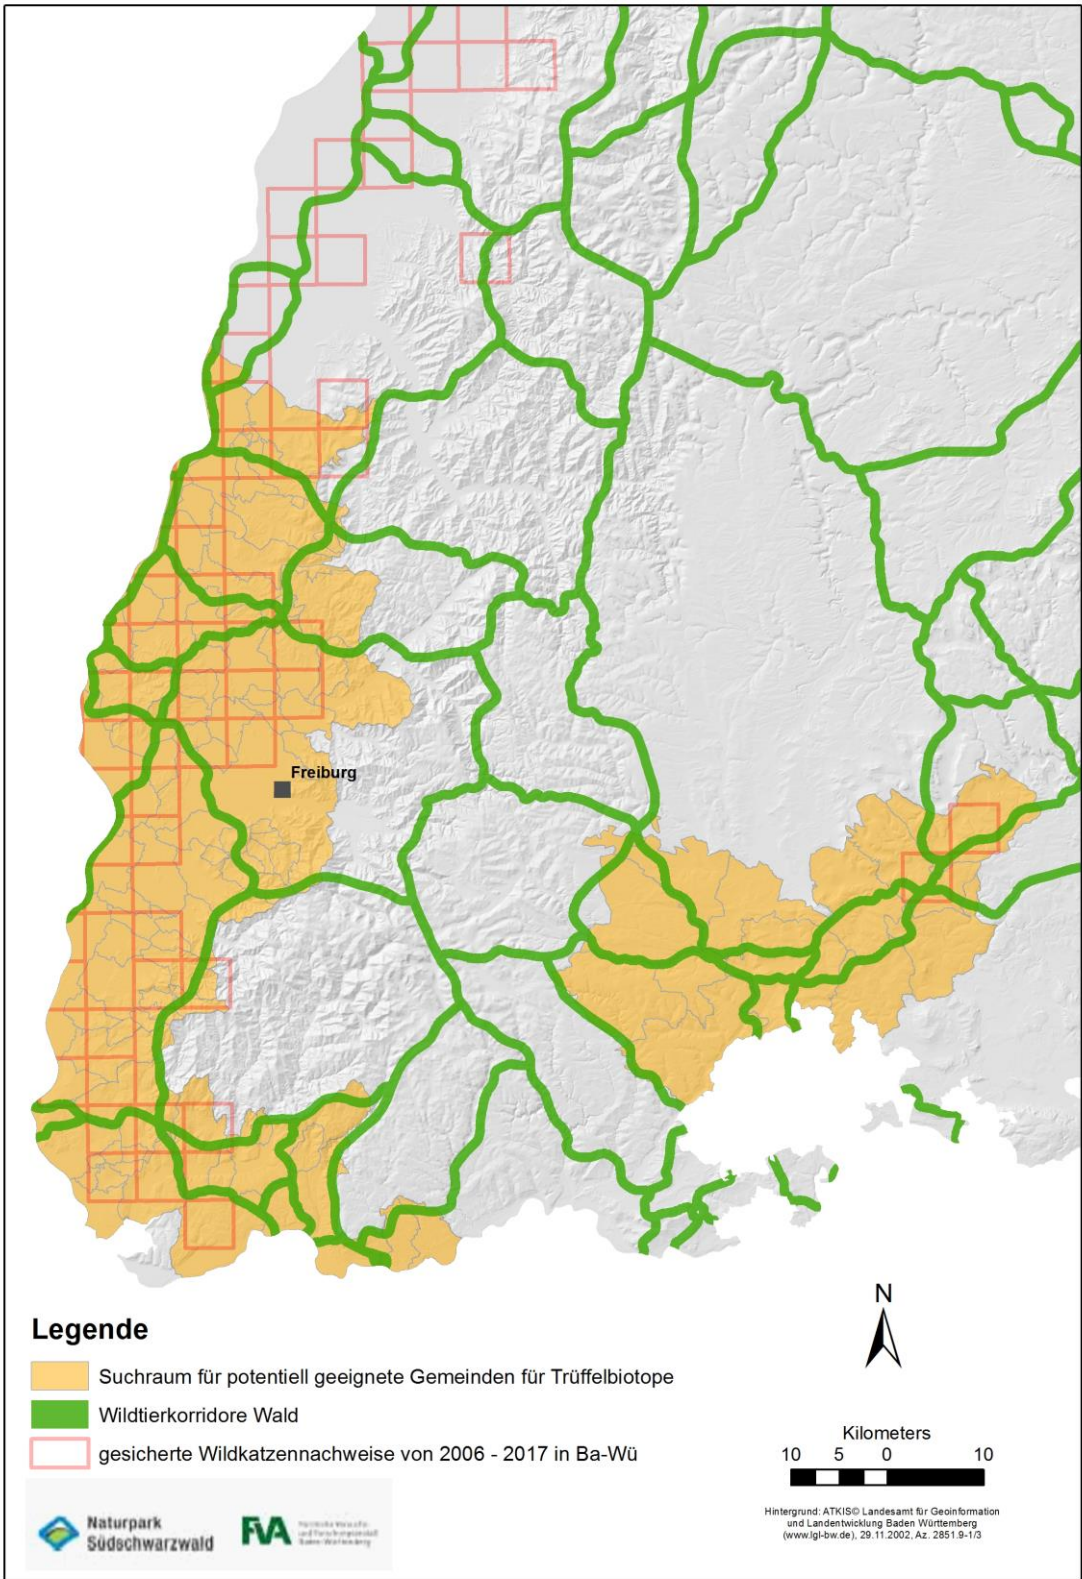 Freiburg
Legende
Suchraum für potentiell geeignete Gemeinden für Trüffelbiotope
Wildtierkorridore Wald
gesicherte Wildkatzennachweise von 2006 - 2017 in Ba-Wü
N
Kilometers
10 5 0 10
Hintergrund: ATKIS© Landesamt für Geoinformation
und Landentwicklung Baden Württemberg
(www.lgl-bw.de), 29.11.2002, Az. 2851.9-1/3
Naturpark
Südschwarzwald
FVA